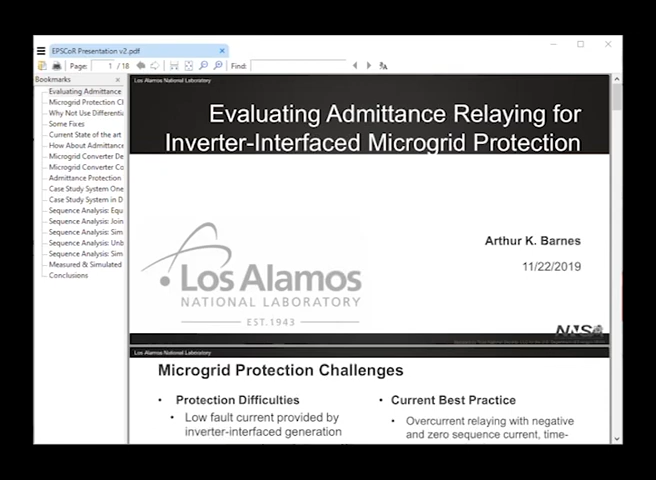 EPSCoR Presentation v2.pdf
Page: 1 / 18 Find:
Bookmarks
Evaluating Admittance
Microgrid Protection Cl
Why Not Use Differenti
Some Fixes
Current State of the art
How About Admittance
Microgrid Converter De
Microgrid Converter Co
Admittance Protection
Case Study System One
Case Study System in D
Sequence Analysis: Equ
Sequence Analysis: Join
Sequence Analysis: Sim
Sequence Analysis: Unb
Sequence Analysis: Sim
Measured & Simulated
Conclusions
Los Alamos National Laboratory
Evaluating Admittance Relaying for
Inverter-Interfaced Microgrid Protection
Arthur K. Barnes
11/22/2019
Los Alamos
NATIONAL LABORATORY
EST.1943
NNSA
Los Alamos National Laboratory
Microgrid Protection Challenges
• Protection Difficulties
• Low fault current provided by
inverter-interfaced generation
• Current Best Practice
• Overcurrent relaying with negative
and zero sequence current, time-